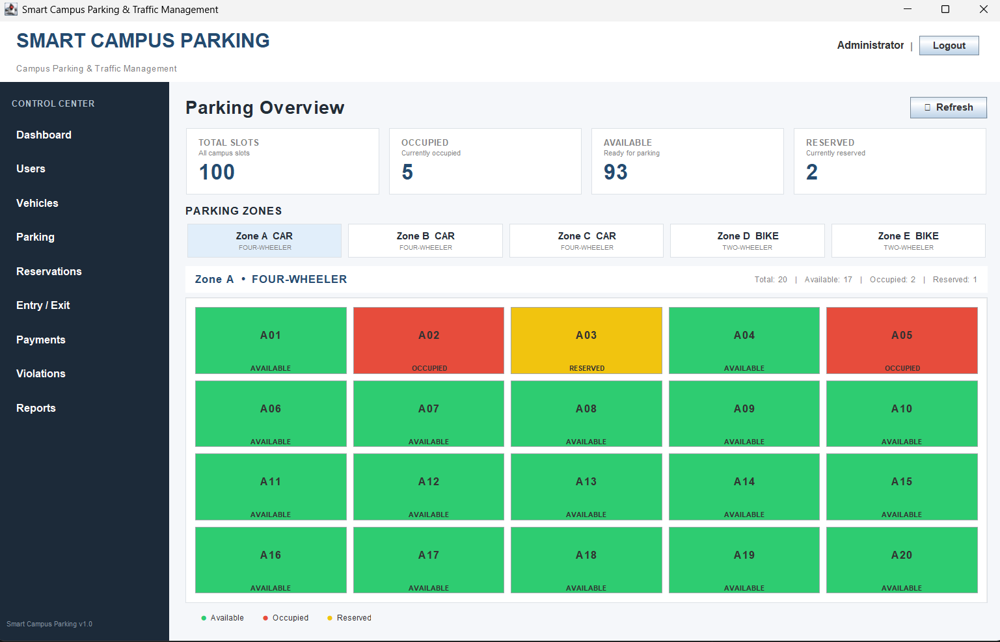 Smart Campus Parking & Traffic Management
SMART CAMPUS PARKING
Campus Parking & Traffic Management
Administrator | Logout
CONTROL CENTER
Dashboard
Users
Vehicles
Parking
Reservations
Entry / Exit
Payments
Violations
Reports
Smart Campus Parking v1.0
Parking Overview
Refresh
TOTAL SLOTS
All campus slots
100
OCCUPIED
Currently occupied
5
AVAILABLE
Ready for parking
93
RESERVED
Currently reserved
2
PARKING ZONES
Zone A CAR
FOUR-WHEELER
Zone B CAR
FOUR-WHEELER
Zone C CAR
FOUR-WHEELER
Zone D BIKE
TWO-WHEELER
Zone E BIKE
TWO-WHEELER
Zone A • FOUR-WHEELER
Total: 20 | Available: 17 | Occupied: 2 | Reserved: 1
A01
AVAILABLE
A02
OCCUPIED
A03
RESERVED
A04
AVAILABLE
A05
OCCUPIED
A06
AVAILABLE
A07
AVAILABLE
A08
AVAILABLE
A09
AVAILABLE
A10
AVAILABLE
A11
AVAILABLE
A12
AVAILABLE
A13
AVAILABLE
A14
AVAILABLE
A15
AVAILABLE
A16
AVAILABLE
A17
AVAILABLE
A18
AVAILABLE
A19
AVAILABLE
A20
AVAILABLE
Available
Occupied
Reserved